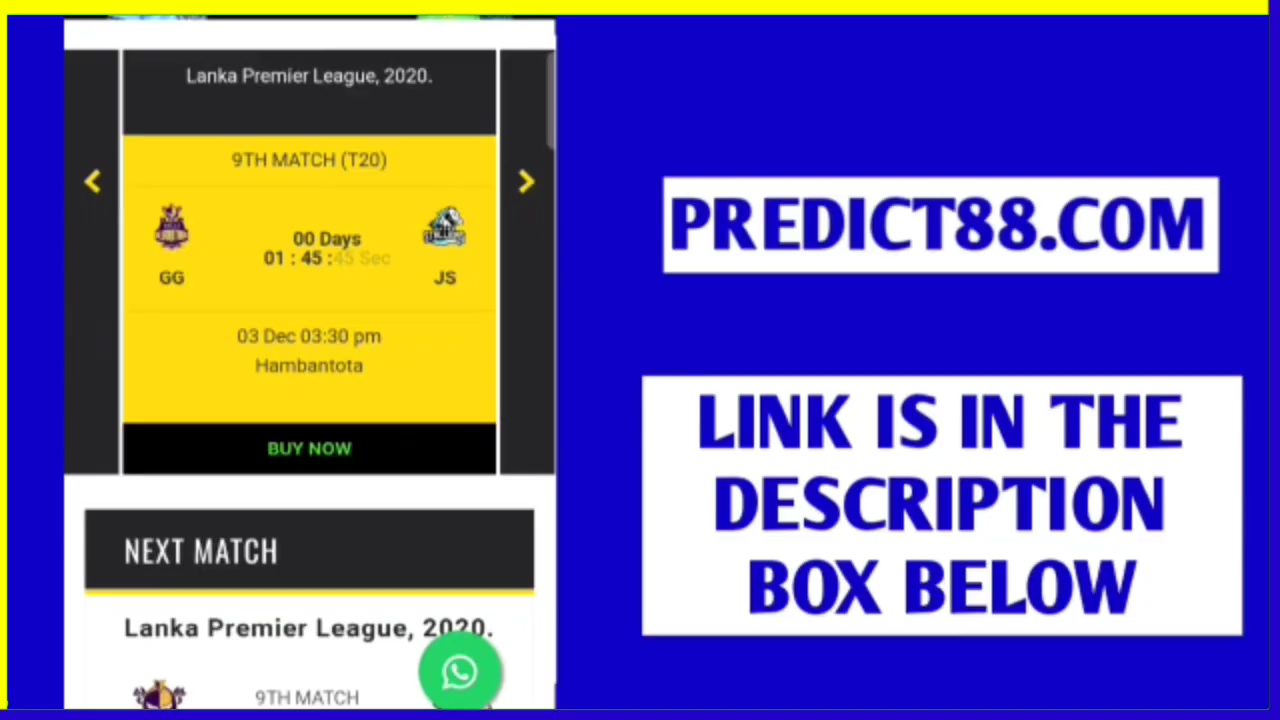 Lanka Premier League, 2020.
9TH MATCH (T20)
00 Days
01 : 45 :45 Sec
GG
JS
03 Dec 03:30 pm
Hambantota
BUY NOW
NEXT MATCH
Lanka Premier League, 2020.
9TH MATCH
PREDICT88.COM
LINK IS IN THE
DESCRIPTION
BOX BELOW